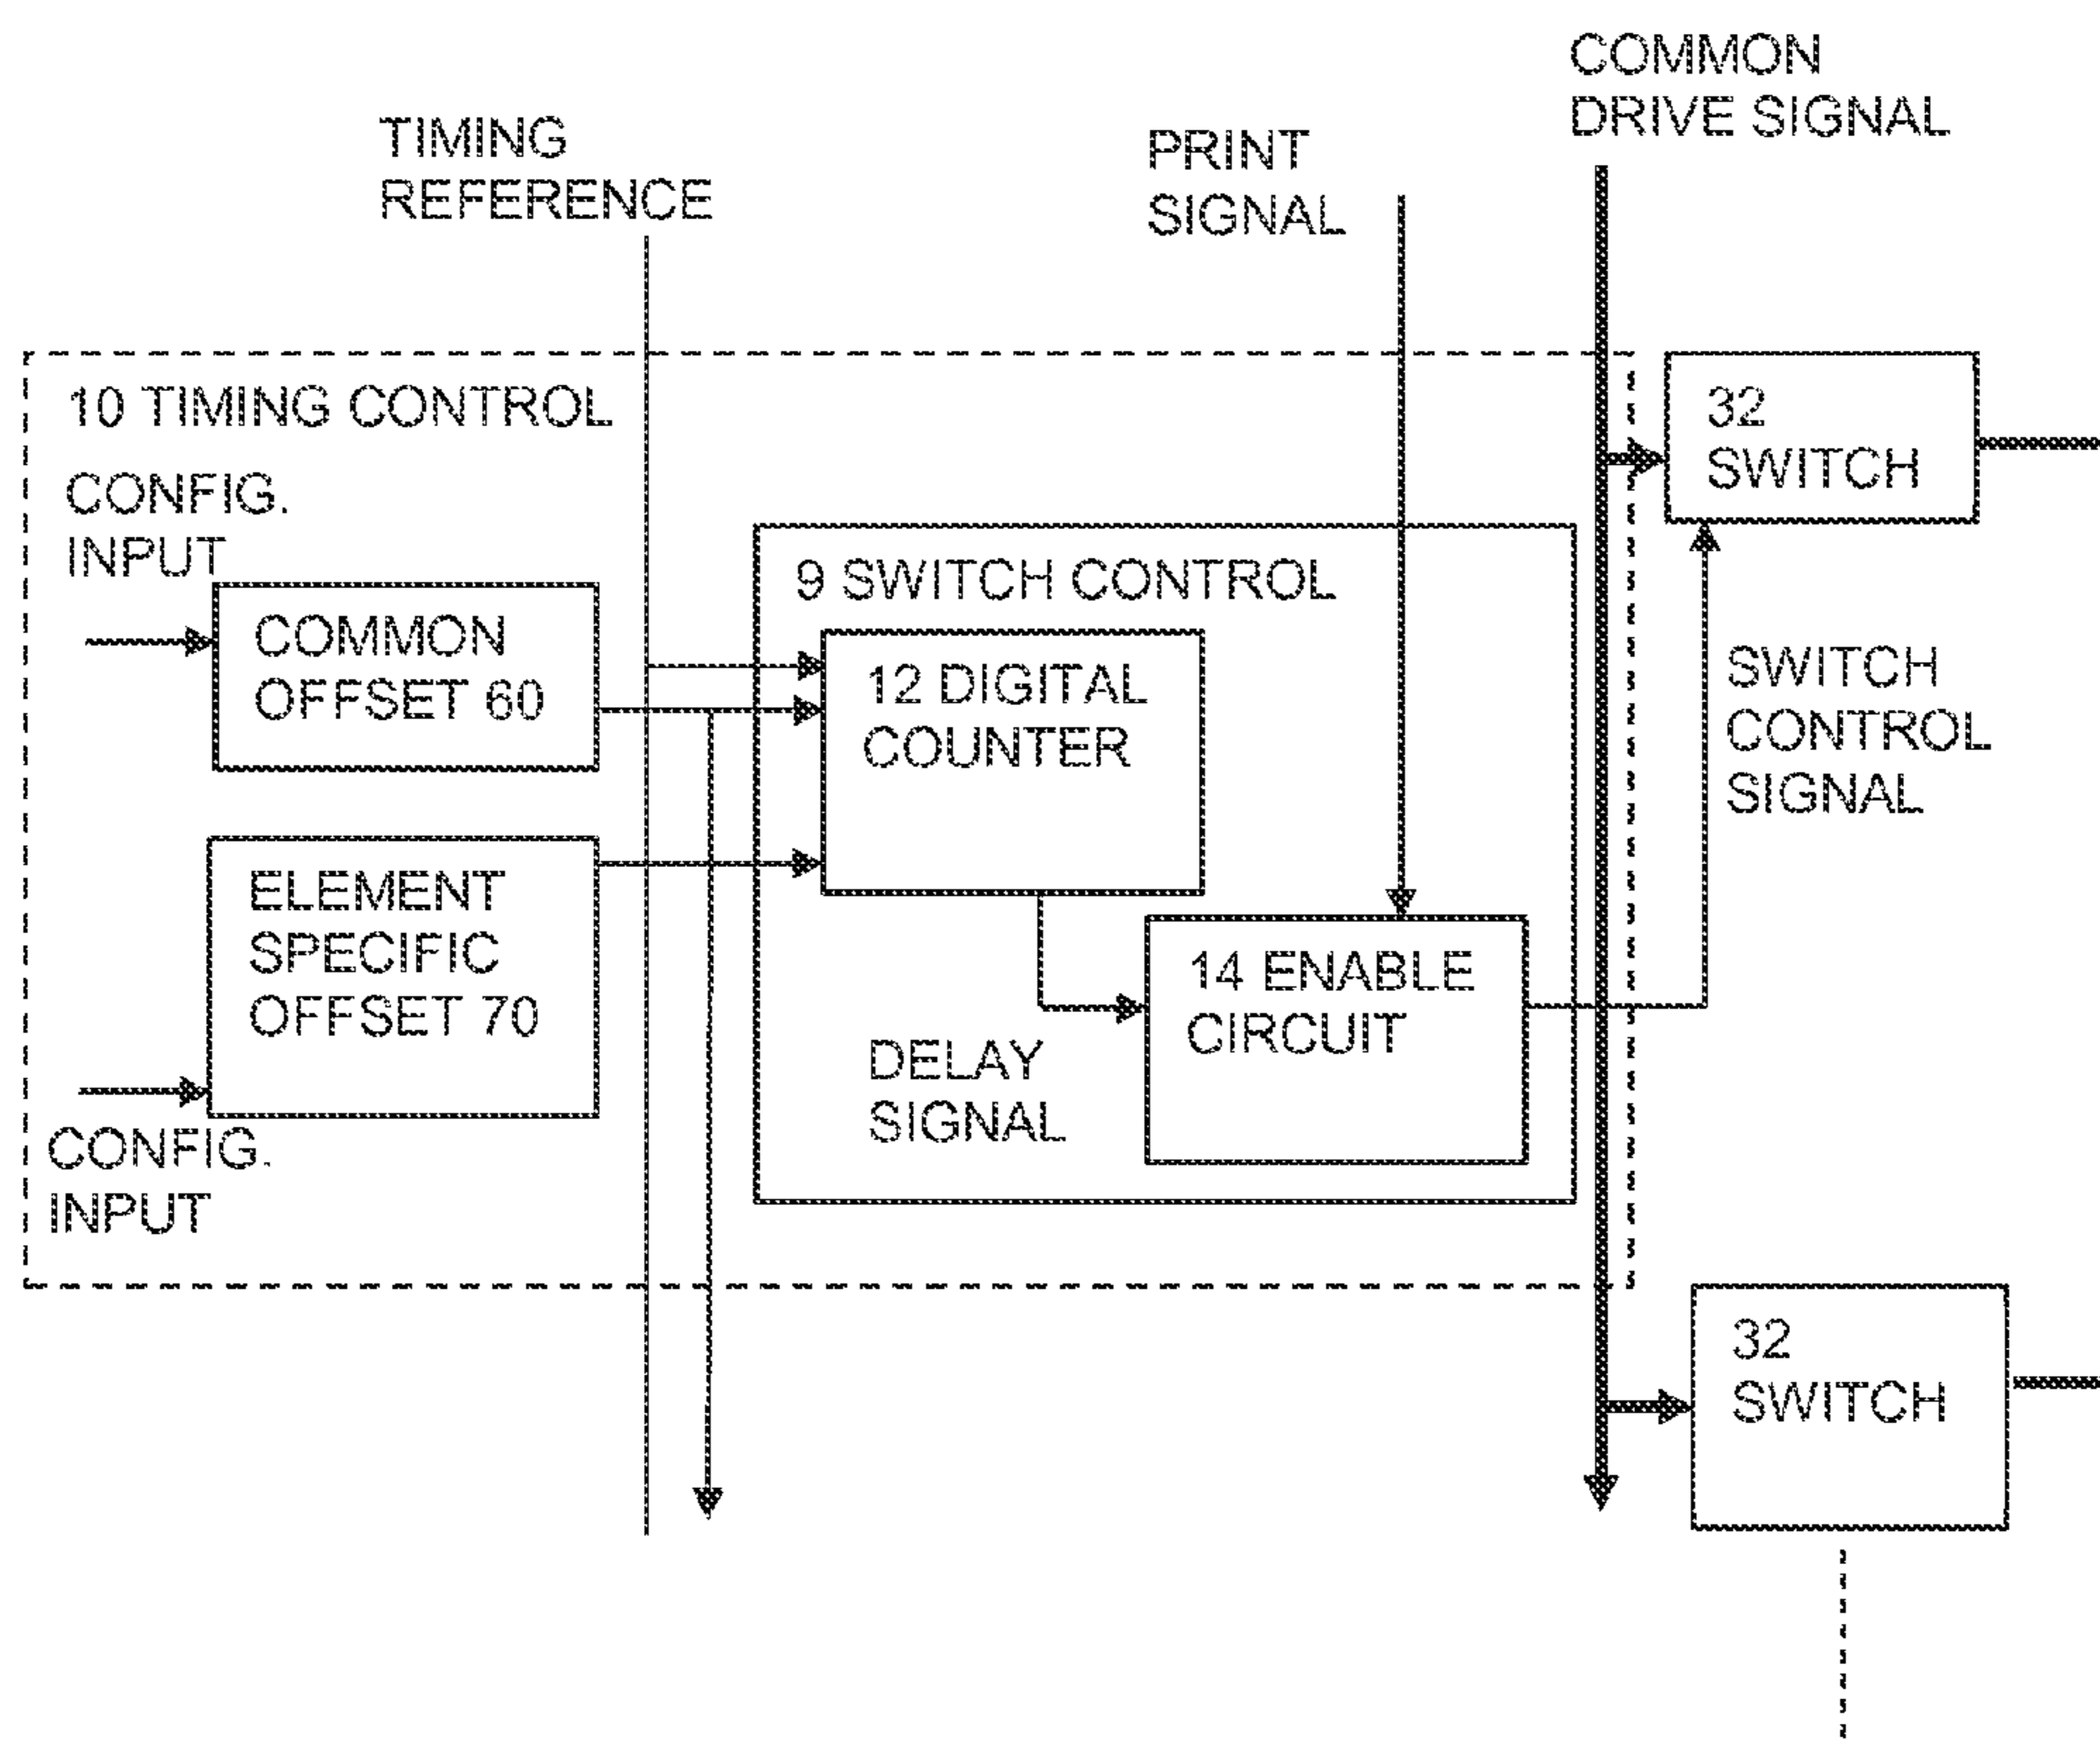 COMMON
DRIVE SIGNAL
TIMING
REFERENCE
PRINT
SIGNAL
10 TIMING CONTROL
CONFIG.
INPUT
32
SWITCH
9 SWITCH CONTROL
COMMON
OFFSET 60
12 DIGITAL
COUNTER
SWITCH
CONTROL
SIGNAL
ELEMENT
SPECIFIC
OFFSET 70
14 ENABLE
CIRCUIT
DELAY
SIGNAL
CONFIG.
INPUT
32
SWITCH